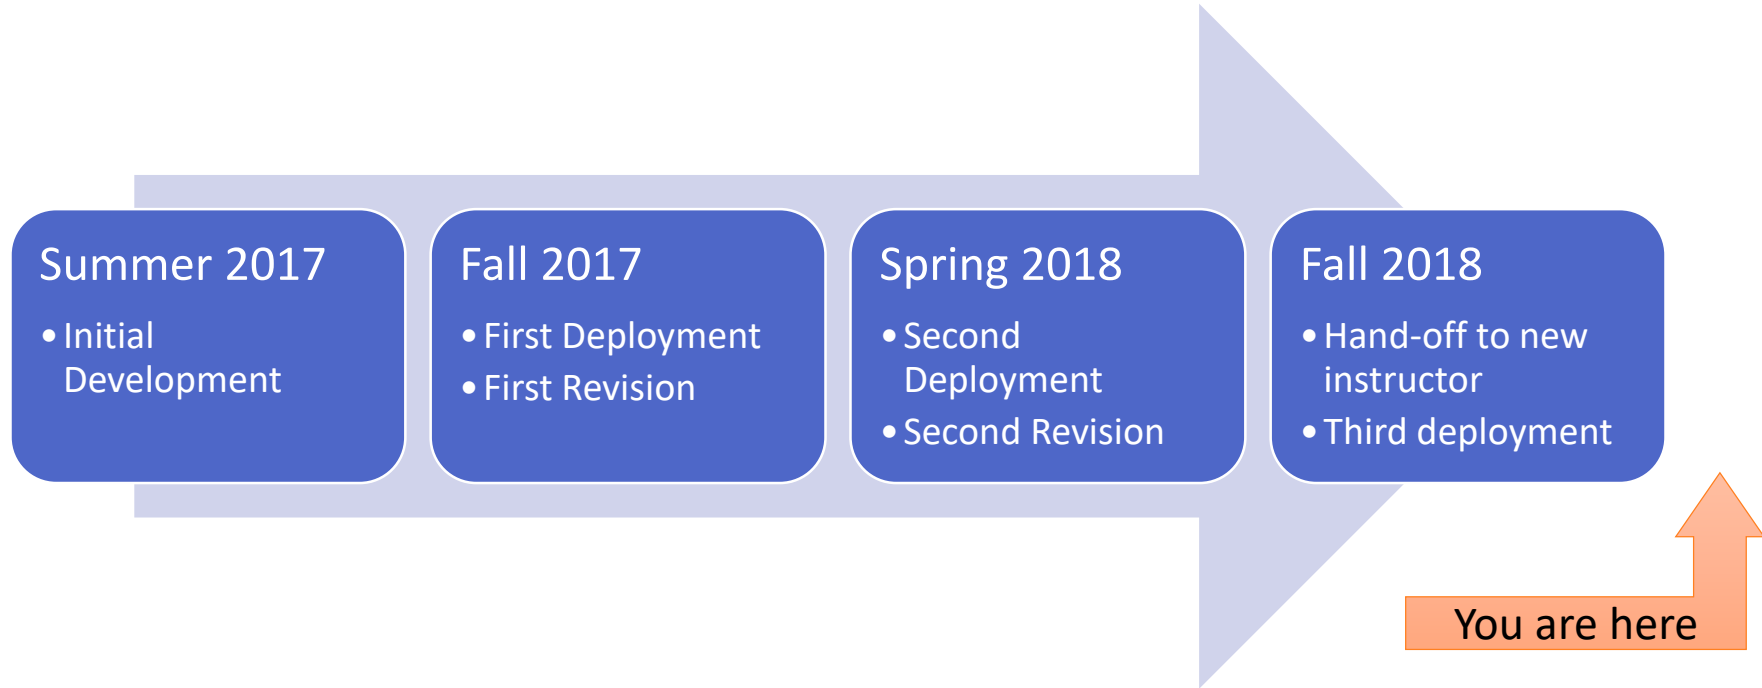 Summer 2017
• Initial
Development
Fall 2017
• First Deployment
• First Revision
Spring 2018
• Second
Deployment
• Second Revision
Fall 2018
• Hand-off to new
instructor
• Third deployment
You are here